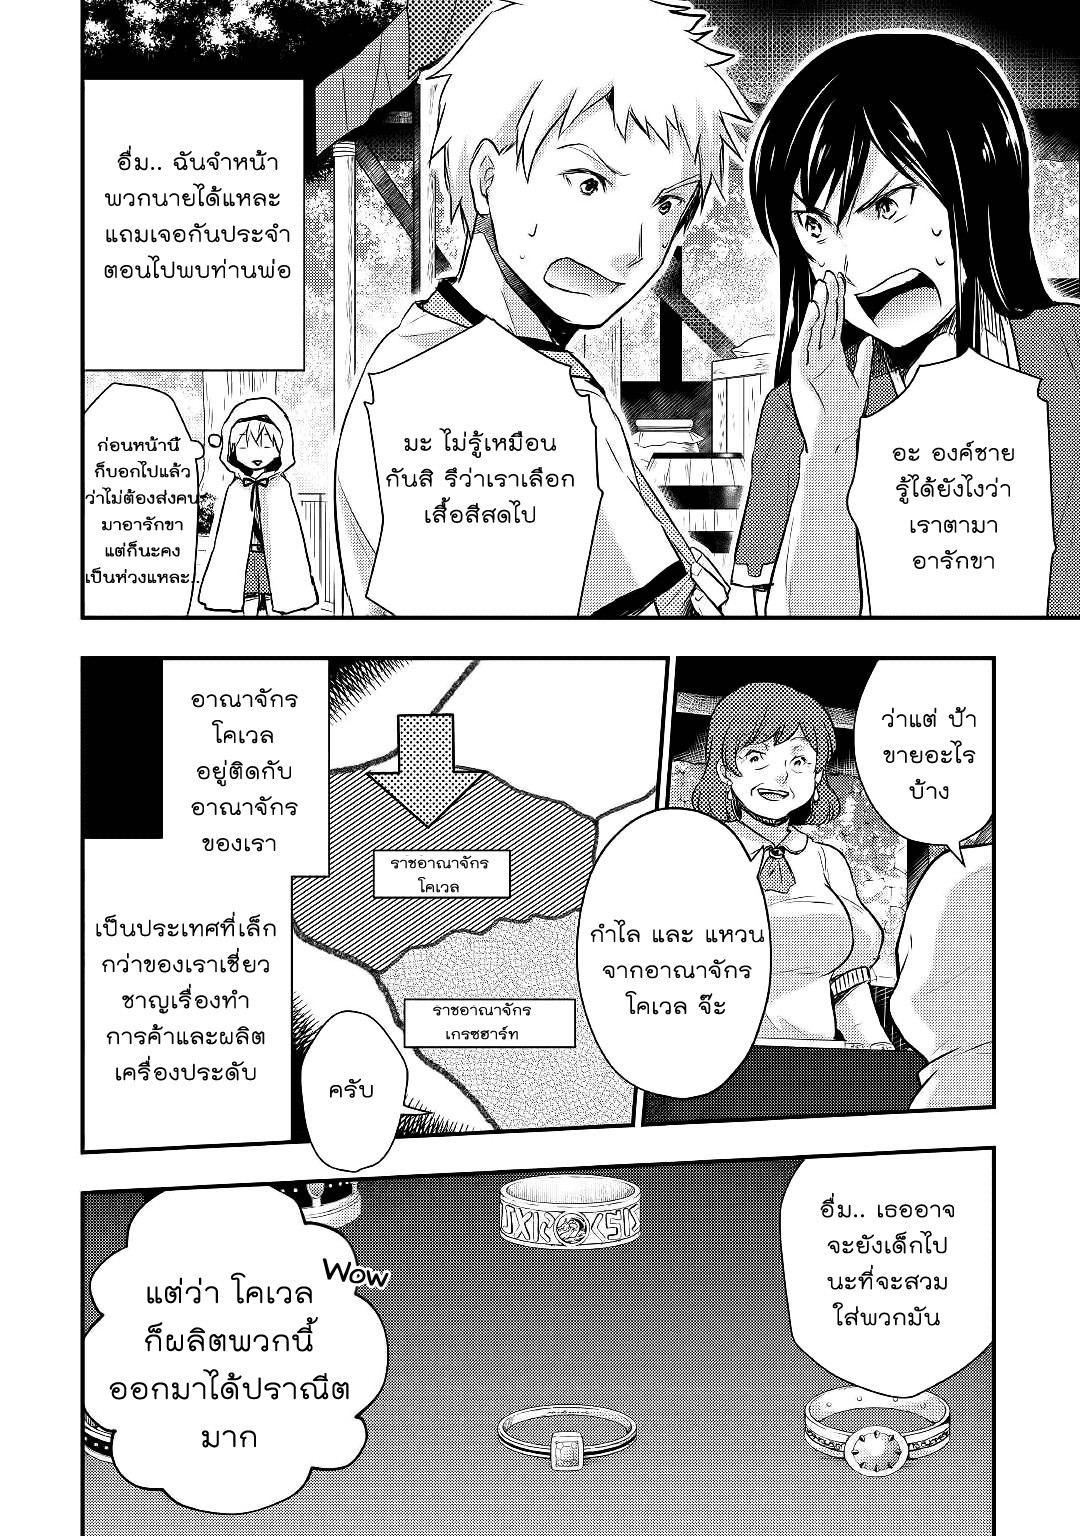 อะ องค์ชาย
รู้ได้ยังไงว่า
เราตามา
อารักขา
มะ ไม่รู้เหมือน
กันสิ รึว่าเราเลือก
เสื้อสีสดไป
อื่ม.. ฉันจำหน้า
พวกนายได้แหละ
แถมเจอกันประจำ
ตอนไปพบท่านพ่อ
ก่อนหน้านี้
ก็บอกไปแล้ว
ว่าไม่ต้องส่งคน
มาอารักขา
แต่ก็นะคง
เป็นห่วงแหละ..
ว่าแต่ ป้า
ขายอะไร
บ้าง
กำไล และ แหวน
จากอาณาจักร
โคเวล จ๊ะ
อาณาจักร
โคเวล
อยู่ติดกับ
อาณาจักร
ของเรา
ราชอาณาจักร
โคเวล
ราชอาณาจักร
เกรซฮาร์ท
เป็นประเทศที่เล็ก
กว่าของเราเชี่ยว
ชาญเรื่องทำ
การค้าและผลิต
เครื่องประดับ
ครับ
อื่ม.. เธออาจ
จะยังเด็กไป
นะที่จะสวม
ใส่พวกมัน
Wow
แต่ว่า โคเวล
ก็ผลิตพวกนี้
ออกมาได้ปราณีต
มาก